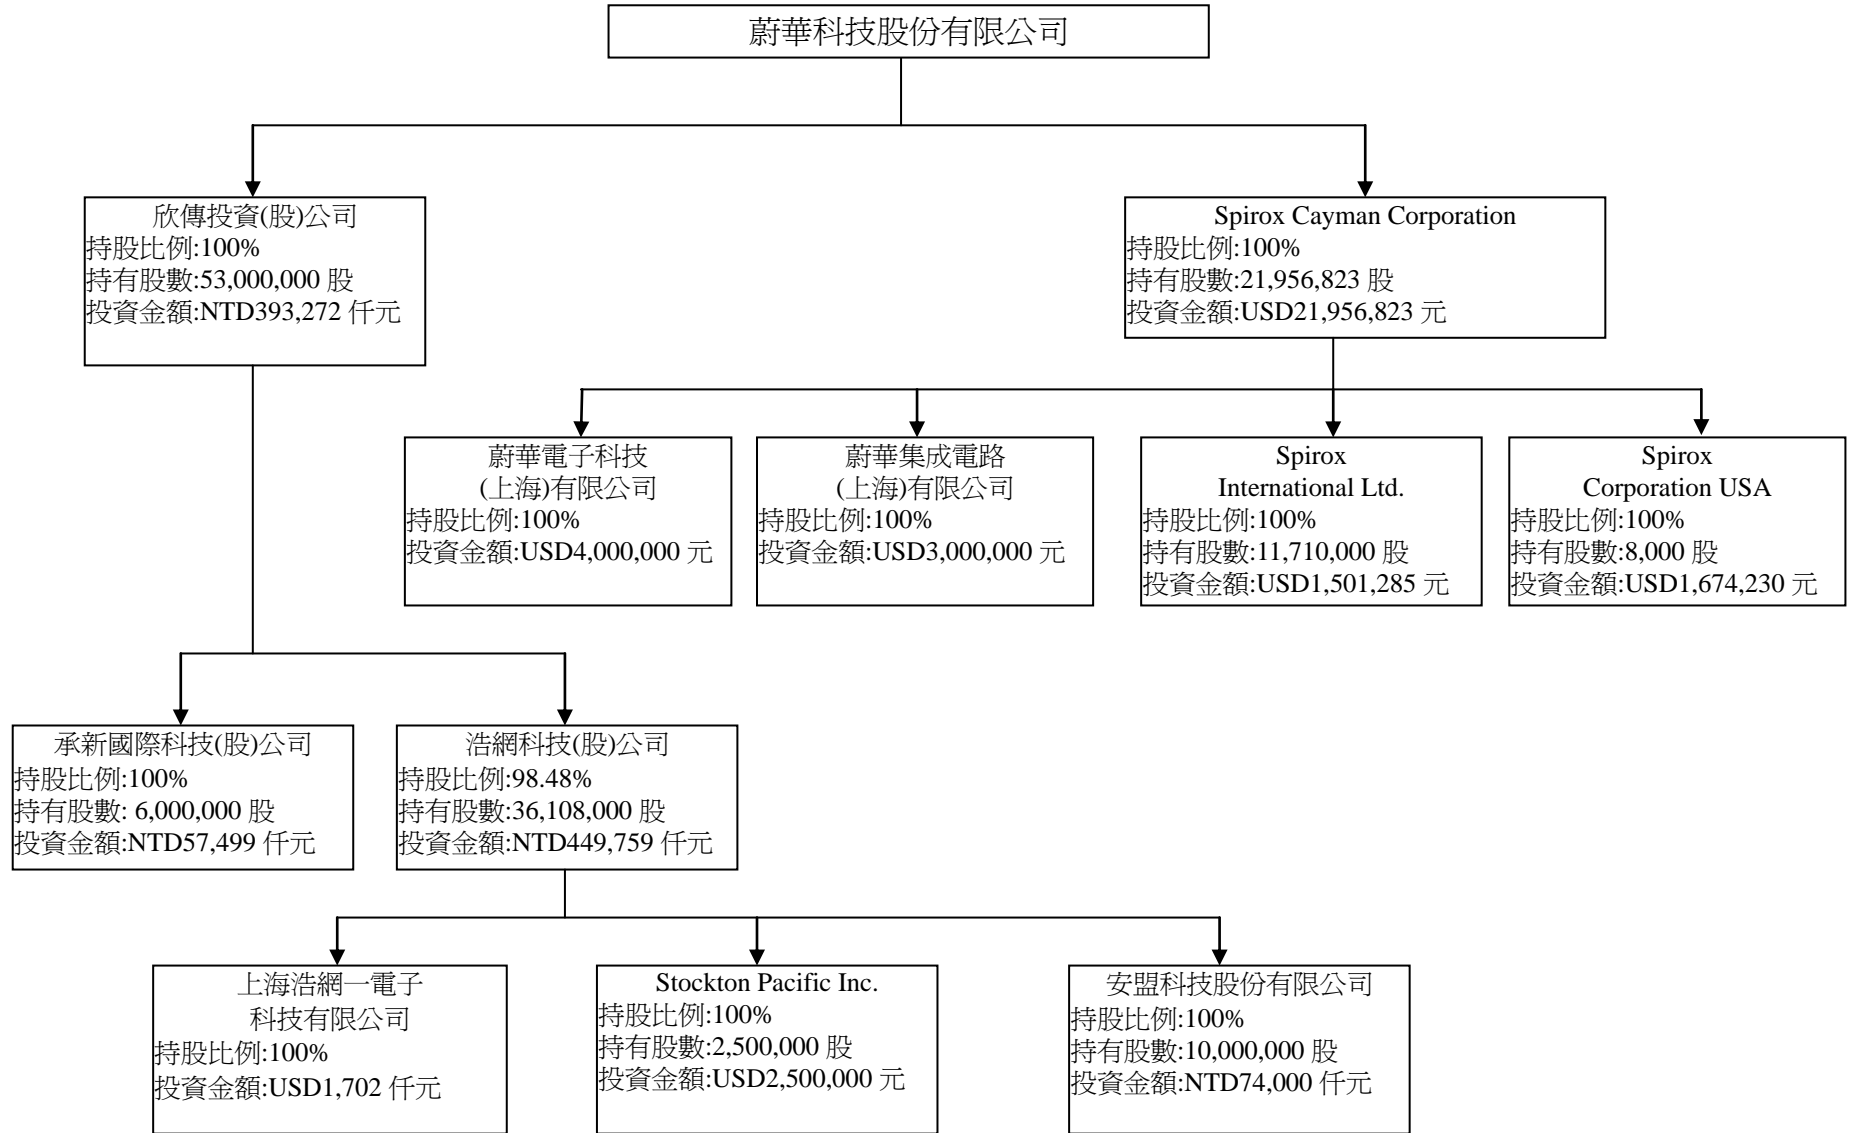 蔚華科技股份有限公司
欣傳投資(股)公司
持股比例:100%
持有股數:53,000,000 股
投資金額:NTD393,272 仟元
Spirox Cayman Corporation
持股比例:100%
持有股數:21,956,823 股
投資金額:USD21,956,823 元
蔚華電子科技
(上海)有限公司
持股比例:100%
投資金額:USD4,000,000 元
蔚華集成電路
(上海)有限公司
持股比例:100%
投資金額:USD3,000,000 元
Spirox
International Ltd.
持股比例:100%
持有股數:11,710,000 股
投資金額:USD1,501,285 元
Spirox
Corporation USA
持股比例:100%
持有股數:8,000 股
投資金額:USD1,674,230 元
承新國際科技(股)公司
持股比例:100%
持有股數: 6,000,000 股
投資金額:NTD57,499 仟元
浩網科技(股)公司
持股比例:98.48%
持有股數:36,108,000 股
投資金額:NTD449,759 仟元
上海浩網一電子
科技有限公司
持股比例:100%
投資金額:USD1,702 仟元
Stockton Pacific Inc.
持股比例:100%
持有股數:2,500,000 股
投資金額:USD2,500,000 元
安盟科技股份有限公司
持股比例:100%
持有股數:10,000,000 股
投資金額:NTD74,000 仟元